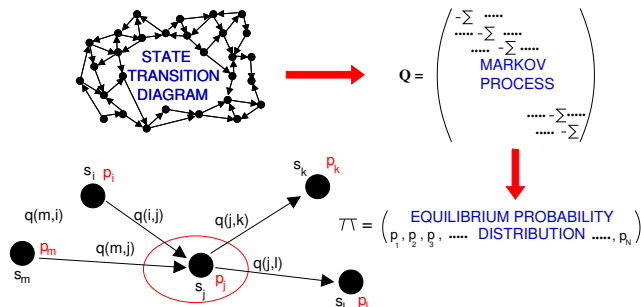 STATE
TRANSITION
DIAGRAM
Q =
-∑ .....
..... -∑ .....
..... -∑ .....
MARKOV
PROCESS
.....-∑.....
..... -∑
s_i p_i
s_k p_k
q(m,i)
q(i,j)
q(j,k)
p_m
q(m,j)
q(j,l)
s_m
p_j
s_j
s_l p_l
π =
EQUILIBRIUM PROBABILITY
DISTRIBUTION
p_1 , p_2 , p_3 , ..... ....., p_N